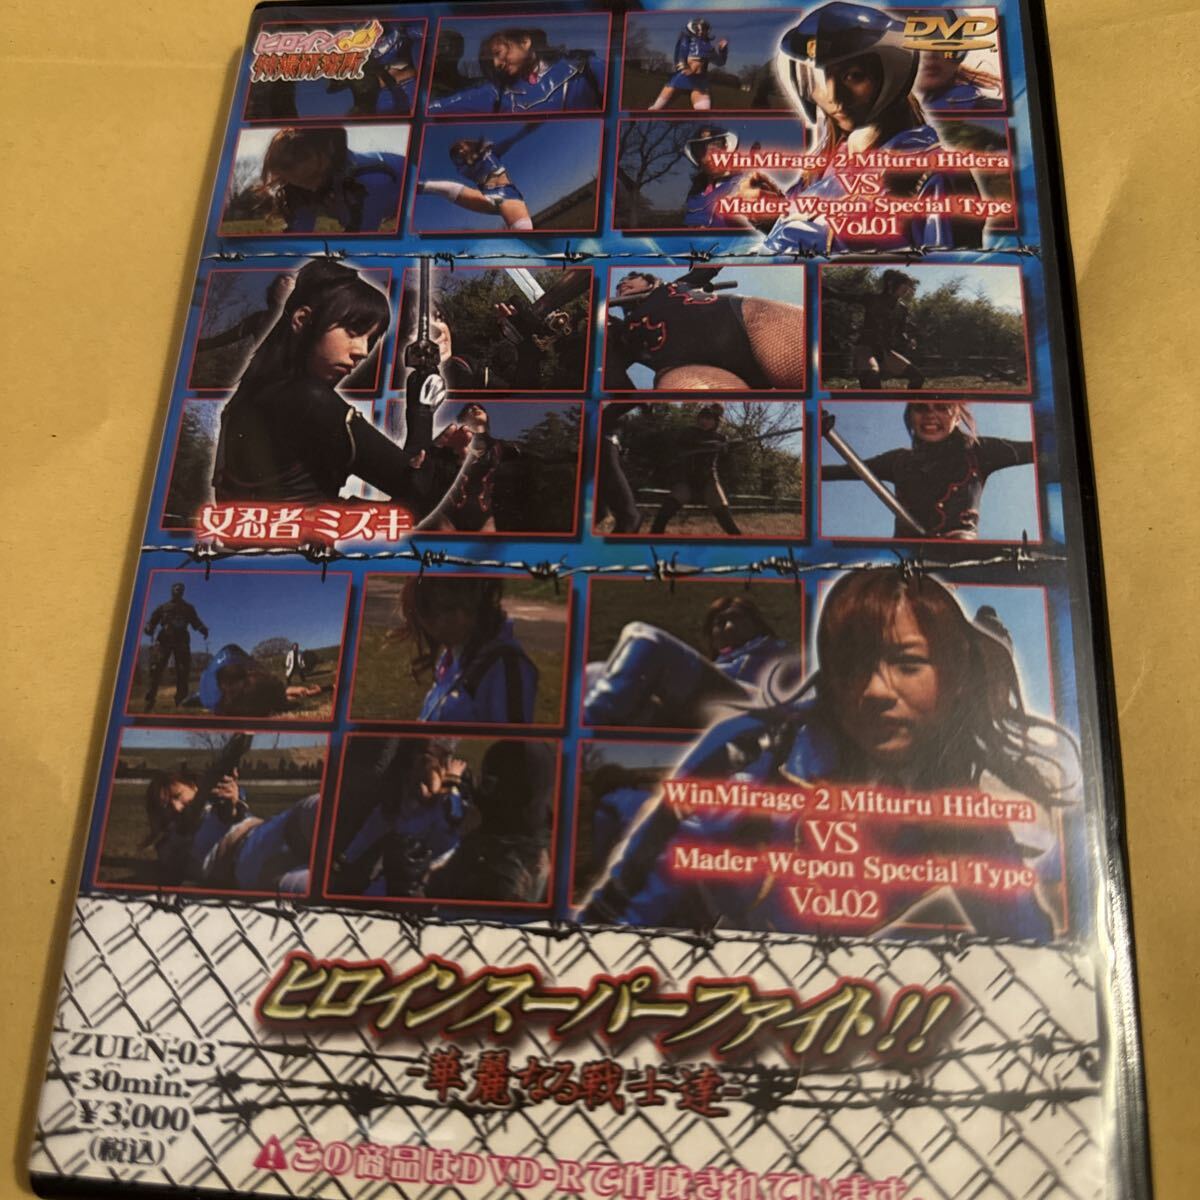 ヒロイン
特撮研究所
DVD
R
WinMirage 2 Mituru Hidera
VS
Mader Wepon Special Type
Vol.01
女忍者 ミズキ
WinMirage 2 Mituru Hidera
VS
Mader Wepon Special Type
Vol.02
ヒロインスーパーファイト!!
-華麗なる戦士達-
ZULN-03
30min.
¥3,000
(税込)
⚠この商品はDVD-Rで作成されています。